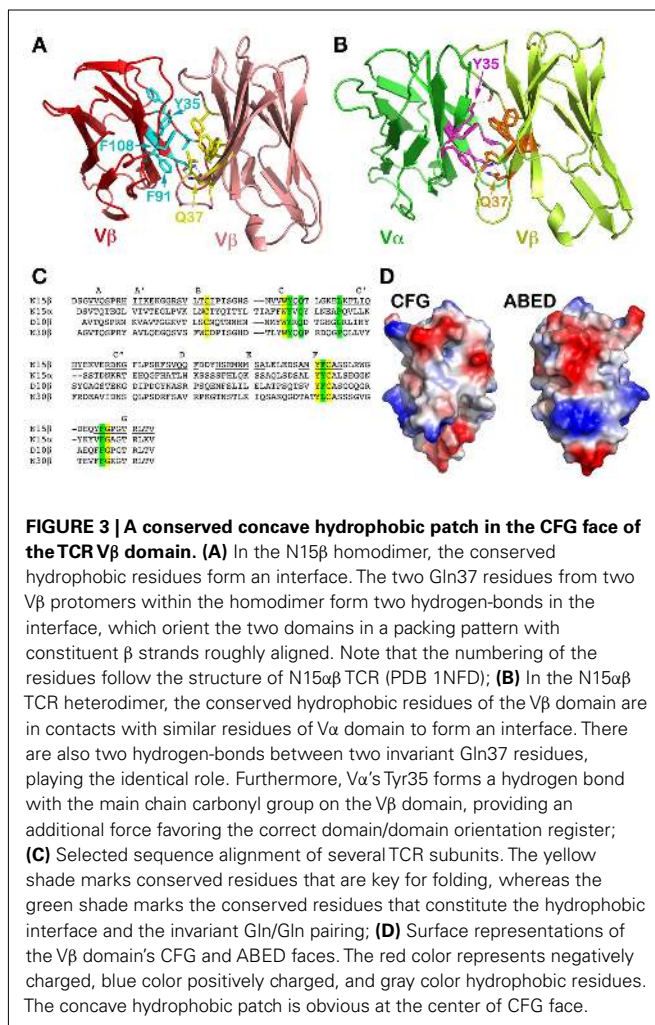 A
B
Y35
Y35
F108
F91
Q37
Q37
Vβ
Vβ
Vα
Vβ
C
D
CFG
ABED
A A' B C C'
N15β
N15α
D10β
C" D E F
N15β
N15α
D10β
G
N15β
N15α
D10β
FIGURE 3 | A conserved concave hydrophobic patch in the CFG face of
the TCR Vβ domain. (A) In the N15β homodimer, the conserved
hydrophobic residues form an interface. The two Gln37 residues from two
Vβ protomers within the homodimer form two hydrogen-bonds in the
interface, which orient the two domains in a packing pattern with
constituent β strands roughly aligned. Note that the numbering of the
residues follow the structure of N15αβ TCR (PDB 1NFD); (B) In the N15αβ
TCR heterodimer, the conserved hydrophobic residues of the Vβ domain are
in contacts with similar residues of Vα domain to form an interface. There
are also two hydrogen-bonds between two invariant Gln37 residues,
playing the identical role. Furthermore, Vα's Tyr35 forms a hydrogen bond
with the main chain carbonyl group on the Vβ domain, providing an
additional force favoring the correct domain/domain orientation register;
(C) Selected sequence alignment of several TCR subunits. The yellow
shade marks conserved residues that are key for folding, whereas the
green shade marks the conserved residues that constitute the hydrophobic
interface and the invariant Gln/Gln pairing; (D) Surface representations of
the Vβ domain's CFG and ABED faces. The red color represents negatively
charged, blue color positively charged, and gray color hydrophobic residues.
The concave hydrophobic patch is obvious at the center of CFG face.